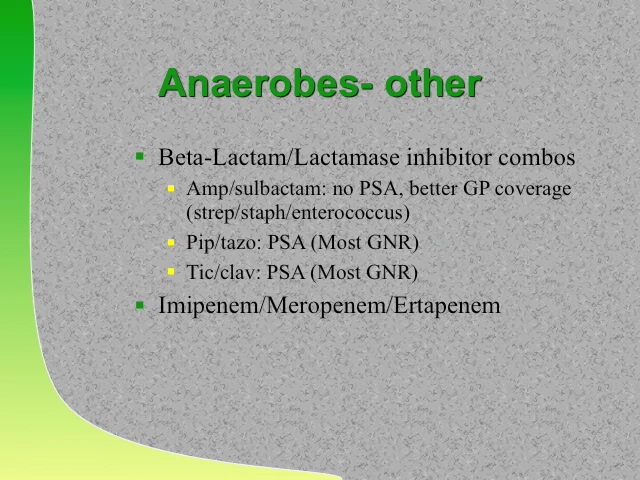 Anaerobes- other
Beta-Lactam/Lactamase inhibitor combos
Amp/sulbactam: no PSA, better GP coverage
(strep/staph/enterococcus)
Pip/tazo: PSA (Most GNR)
Tic/clav: PSA (Most GNR)
Imipenem/Meropenem/Ertapenem